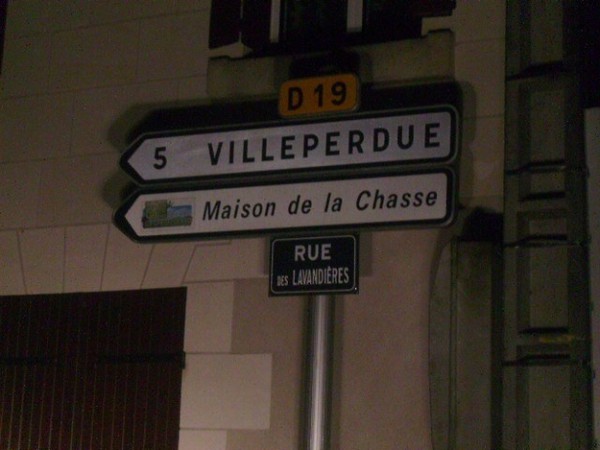 D 19
5 VILLEPERDUE
Maison de la Chasse
RUE
DES LAVANDIÈRES